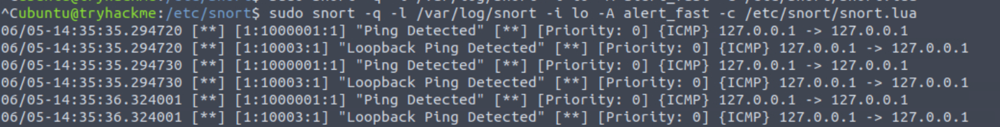 ^Cubuntu@tryhackme:/etc/snort$ sudo snort -q -l /var/log/snort -i lo -A alert_fast -c /etc/snort/snort.lua
06/05-14:35:35.294720 [**] [1:1000001:1] "Ping Detected" [**] [Priority: 0] {ICMP} 127.0.0.1 -> 127.0.0.1
06/05-14:35:35.294720 [**] [1:10003:1] "Loopback Ping Detected" [**] [Priority: 0] {ICMP} 127.0.0.1 -> 127.0.0.1
06/05-14:35:35.294730 [**] [1:1000001:1] "Ping Detected" [**] [Priority: 0] {ICMP} 127.0.0.1 -> 127.0.0.1
06/05-14:35:35.294730 [**] [1:10003:1] "Loopback Ping Detected" [**] [Priority: 0] {ICMP} 127.0.0.1 -> 127.0.0.1
06/05-14:35:36.324001 [**] [1:1000001:1] "Ping Detected" [**] [Priority: 0] {ICMP} 127.0.0.1 -> 127.0.0.1
06/05-14:35:36.324001 [**] [1:10003:1] "Loopback Ping Detected" [**] [Priority: 0] {ICMP} 127.0.0.1 -> 127.0.0.1